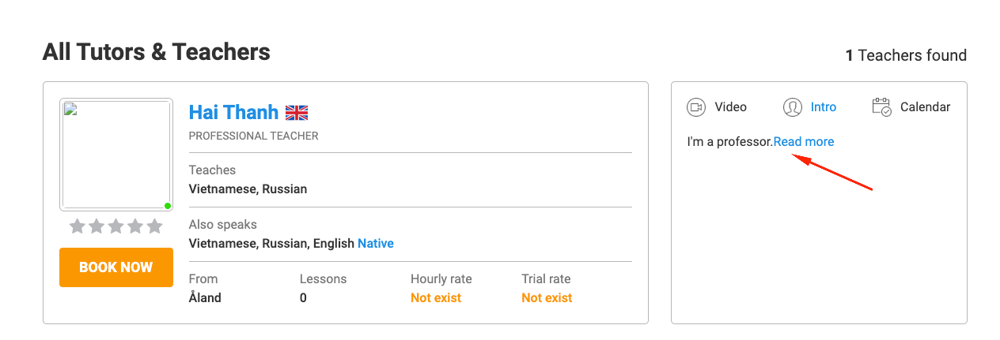 All Tutors & Teachers
1 Teachers found
Hai Thanh
PROFESSIONAL TEACHER
Teaches
Vietnamese, Russian
Also speaks
Vietnamese, Russian, English Native
BOOK NOW
From Lessons Hourly rate Trial rate
Åland 0 Not exist Not exist
Video Intro Calendar
I'm a professor.Read more